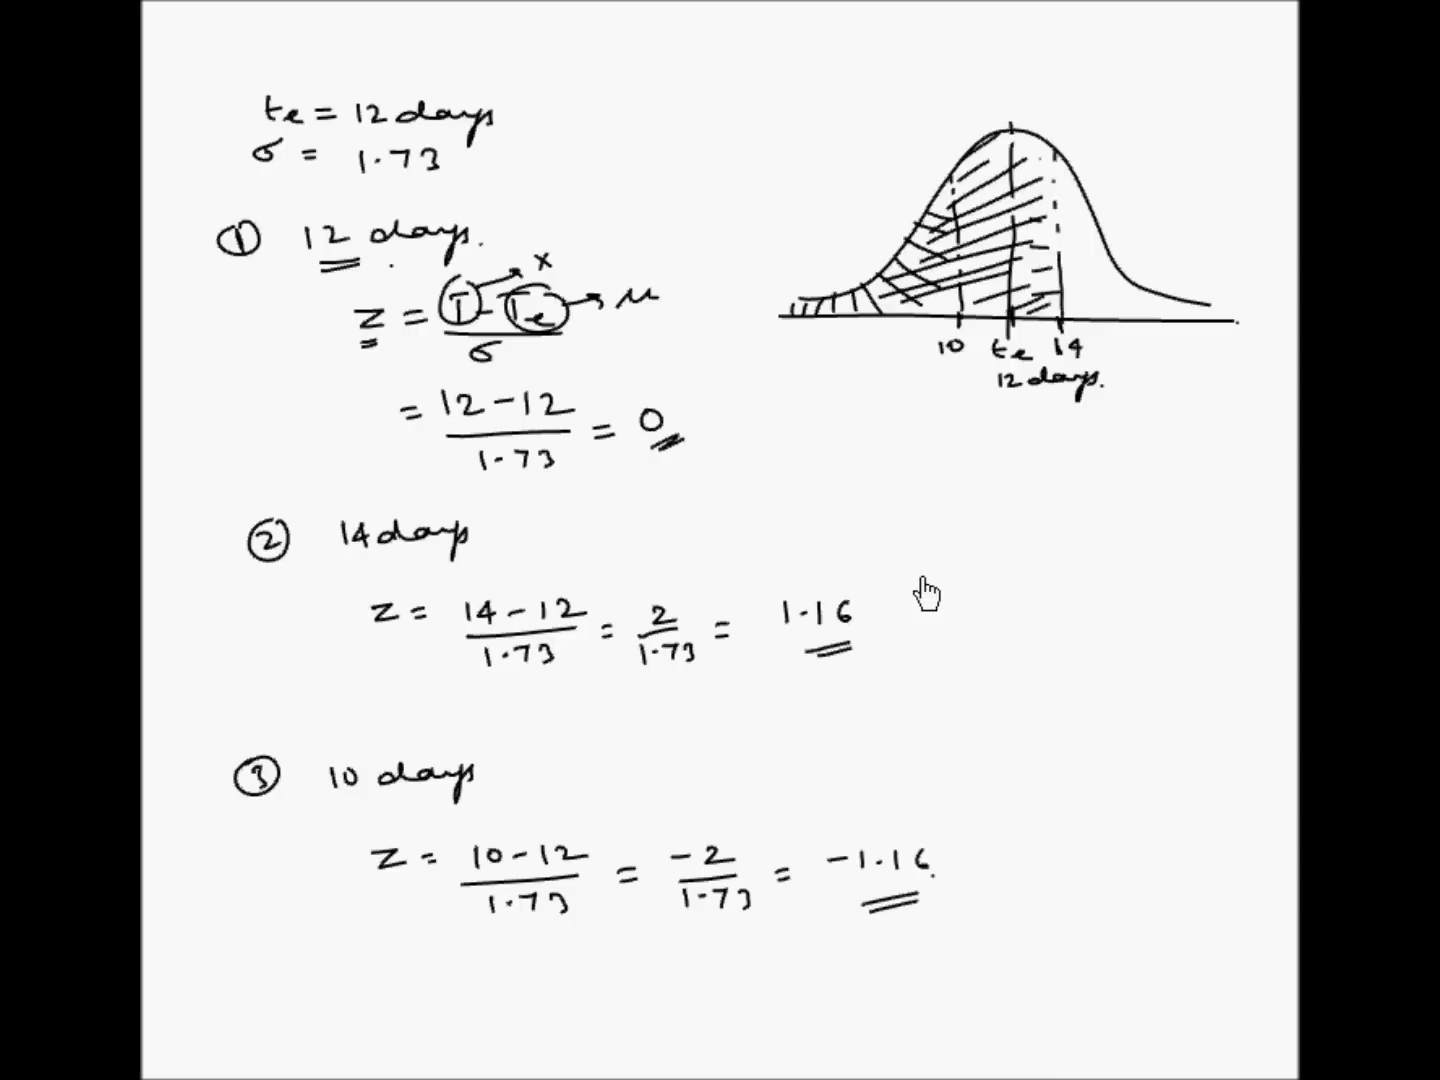 te = 12 days
σ = 1.73
① 12 days.
x
z = T - Te → μ
σ
= 12 - 12 = 0
1.73
② 14 days
z = 14 - 12 = 2 = 1.16
1.73 1.73
③ 10 days
z = 10 - 12 = -2 = -1.16.
1.73 1.73
10 te 14
12 days.